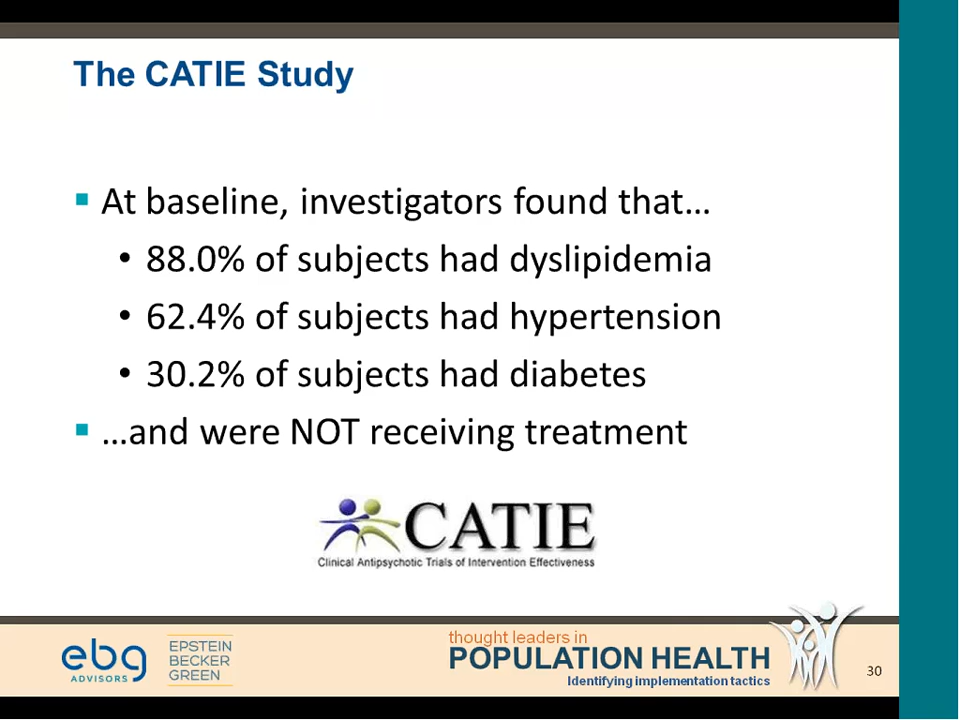 The CATIE Study
▪ At baseline, investigators found that…
• 88.0% of subjects had dyslipidemia
• 62.4% of subjects had hypertension
• 30.2% of subjects had diabetes
▪ …and were NOT receiving treatment
CATIE
Clinical Antipsychotic Trials of Intervention Effectiveness
ebg
ADVISORS
EPSTEIN
BECKER
GREEN
thought leaders in
POPULATION HEALTH
Identifying implementation tactics
30